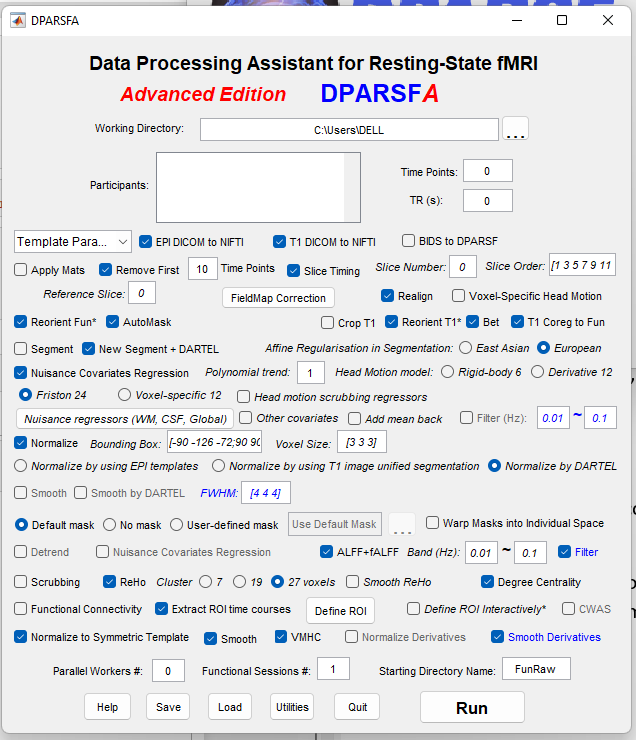 DPARSFA
Data Processing Assistant for Resting-State fMRI
Advanced Edition DPARSFA
Working Directory: C:\Users\DELL ...
Participants:
Time Points: 0
TR (s): 0
Template Para... EPI DICOM to NIFTI T1 DICOM to NIFTI BIDS to DPARSF
Apply Mats Remove First 10 Time Points Slice Timing Slice Number: 0 Slice Order: [1 3 5 7 9 11
Reference Slice: 0 FieldMap Correction Realign Voxel-Specific Head Motion
Reorient Fun* AutoMask Crop T1 Reorient T1* Bet T1 Coreg to Fun
Segment New Segment + DARTEL Affine Regularisation in Segmentation: East Asian European
Nuisance Covariates Regression Polynomial trend: 1 Head Motion model: Rigid-body 6 Derivative 12
Friston 24 Voxel-specific 12 Head motion scrubbing regressors
Nuisance regressors (WM, CSF, Global) Other covariates Add mean back Filter (Hz): 0.01 ~ 0.1
Normalize Bounding Box: [-90 -126 -72;90 90 Voxel Size: [3 3 3]
Normalize by using EPI templates Normalize by using T1 image unified segmentation Normalize by DARTEL
Smooth Smooth by DARTEL FWHM: [4 4 4]
Default mask No mask User-defined mask Use Default Mask ... Warp Masks into Individual Space
Detrend Nuisance Covariates Regression ALFF+fALFF Band (Hz): 0.01 ~ 0.1 Filter
Scrubbing ReHo Cluster 7 19 27 voxels Smooth ReHo Degree Centrality
Functional Connectivity Extract ROI time courses Define ROI Define ROI Interactively* CWAS
Normalize to Symmetric Template Smooth VMHC Normalize Derivatives Smooth Derivatives
Parallel Workers #: 0 Functional Sessions #: 1 Starting Directory Name: FunRaw
Help Save Load Utilities Quit Run